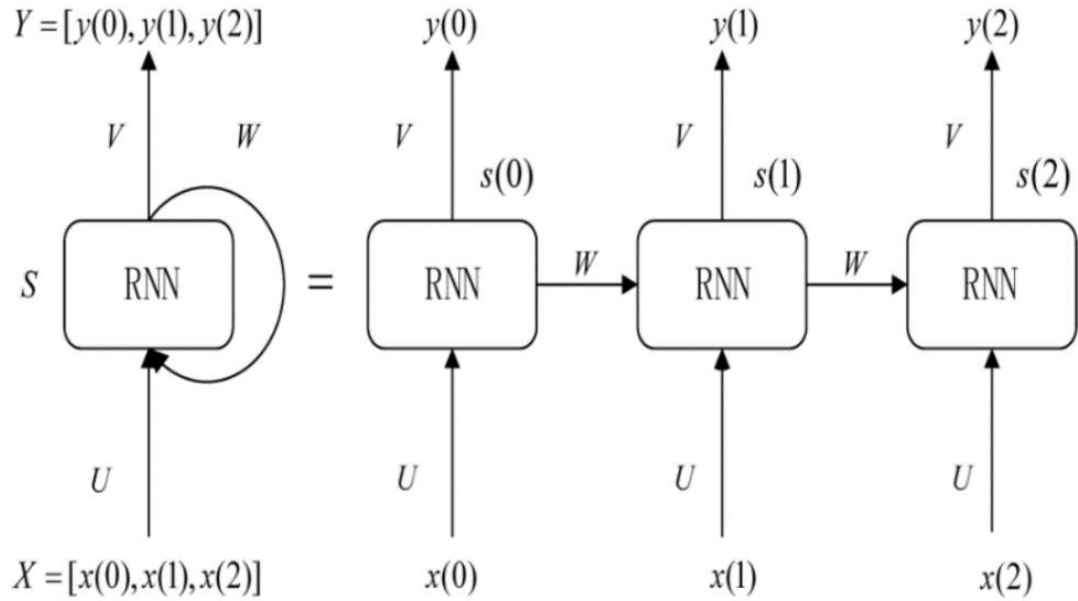 Y=[y(0),y(1),y(2)] y(0) y(1) y(2)
V W V V V
s(0) s(1) s(2)
S RNN = RNN W RNN W RNN
U U U U
X=[x(0),x(1),x(2)] x(0) x(1) x(2)